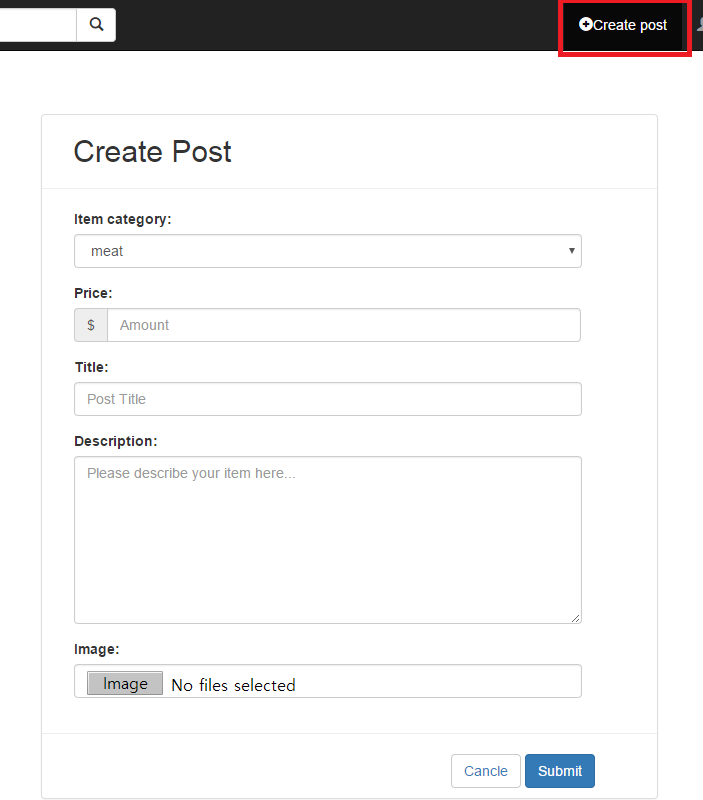 Create post
Create Post
Item category:
meat
Price:
$ Amount
Title:
Post Title
Description:
Please describe your item here...
Image:
Image No files selected
Cancle Submit